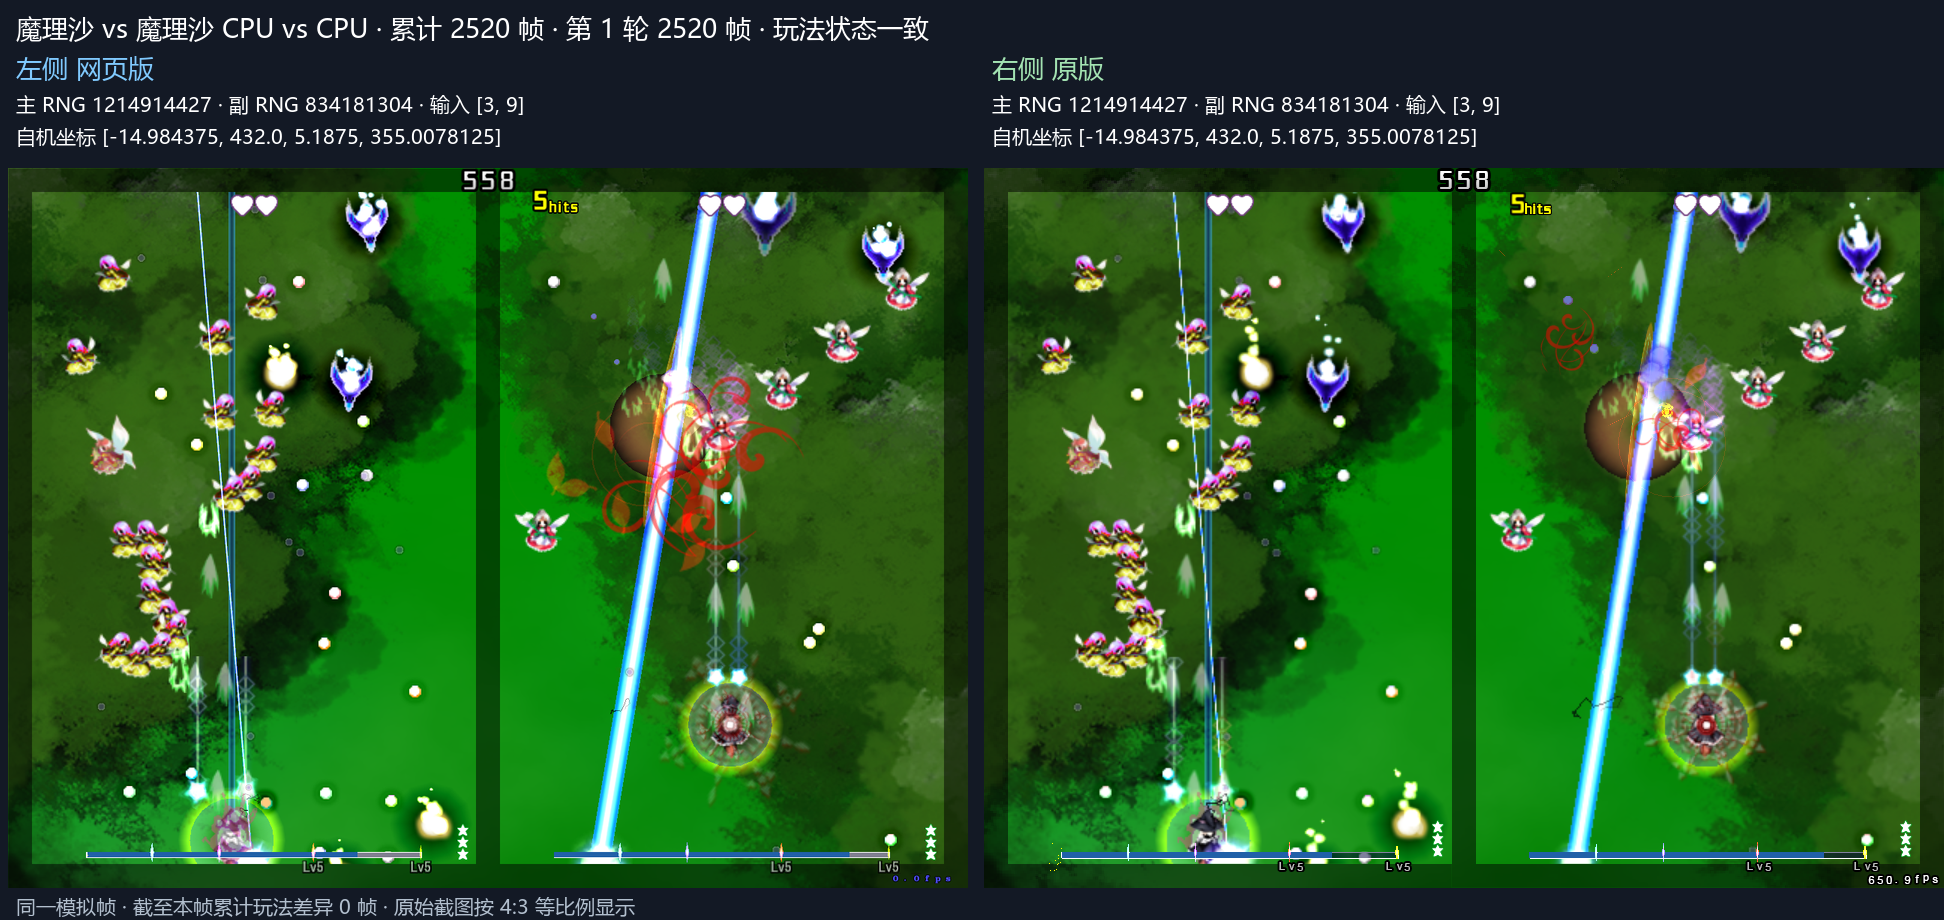 魔理沙 vs 魔理沙 CPU vs CPU · 累计 2520 帧 · 第 1 轮 2520 帧 · 玩法状态一致
左侧 网页版
主 RNG 1214914427 · 副 RNG 834181304 · 输入 [3, 9]
自机坐标 [-14.984375, 432.0, 5.1875, 355.0078125]
右侧 原版
主 RNG 1214914427 · 副 RNG 834181304 · 输入 [3, 9]
自机坐标 [-14.984375, 432.0, 5.1875, 355.0078125]
558
5hits
Lv5
Lv5
Lv5
Lv5
0.0fps
558
5hits
Lv5
Lv5
Lv5
Lv5
650.9fps
同一模拟帧 · 截至本帧累计玩法差异 0 帧 · 原始截图按 4:3 等比例显示